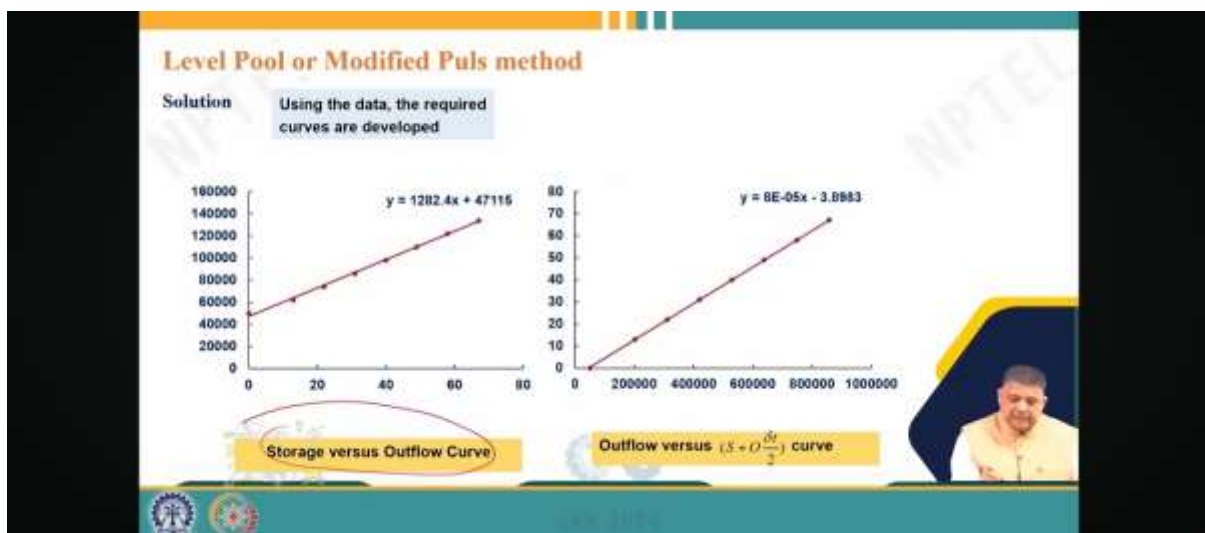 Level Pool or Modified Puls method
Solution
Using the data, the required
curves are developed
NPTEL
NPTEL
160000
140000
120000
100000
80000
60000
40000
20000
0
0 20 40 60 80
y = 1282.4x + 47115
80
70
60
50
40
30
20
10
0
0 200000 400000 600000 800000 1000000
y = 8E-05x - 3.8983
Storage versus Outflow Curve
Outflow versus (S + O δt/2) curve